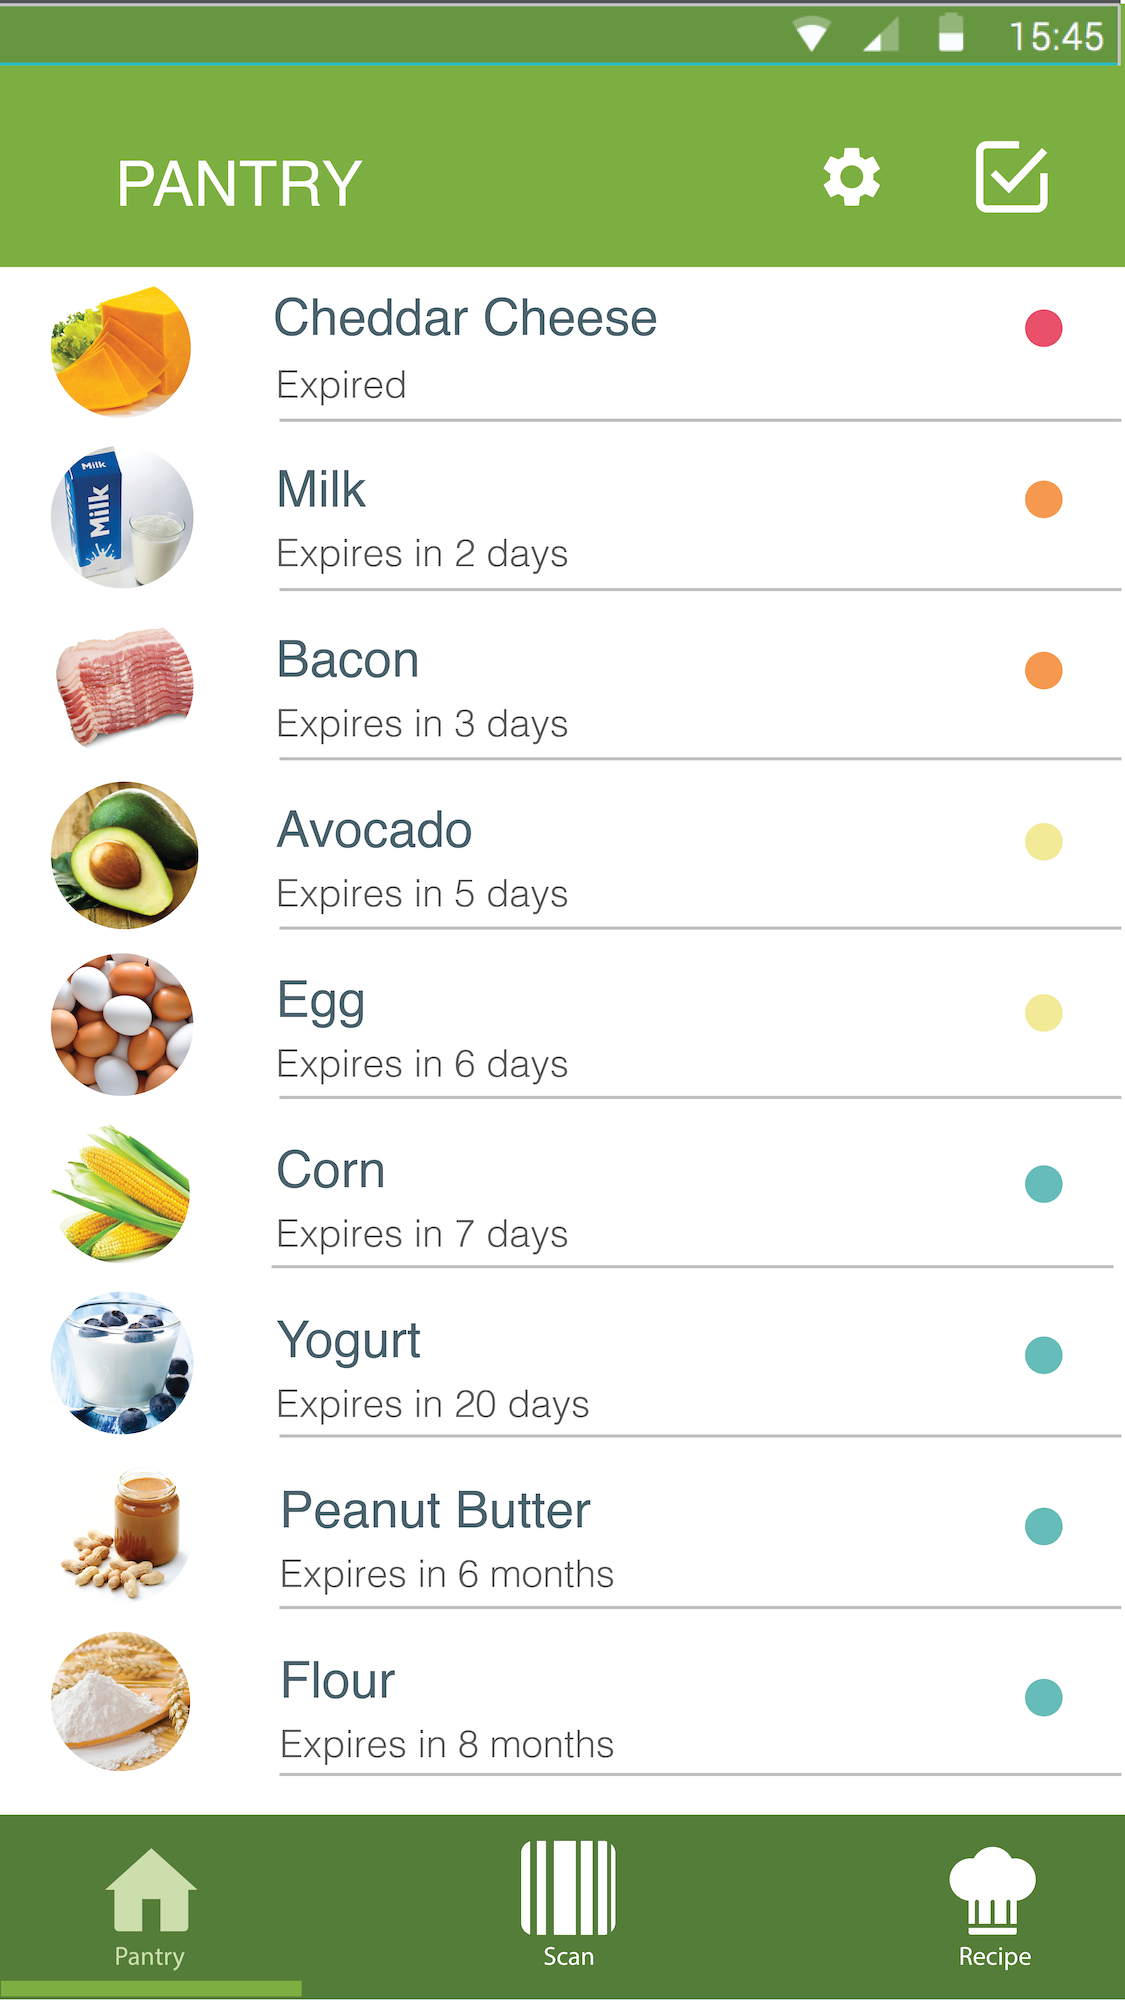 15:45
PANTRY
Cheddar Cheese
Expired
Milk
Milk
Milk
Expires in 2 days
Bacon
Expires in 3 days
Avocado
Expires in 5 days
Egg
Expires in 6 days
Corn
Expires in 7 days
Yogurt
Expires in 20 days
Peanut Butter
Expires in 6 months
Flour
Expires in 8 months
Pantry
Scan
Recipe